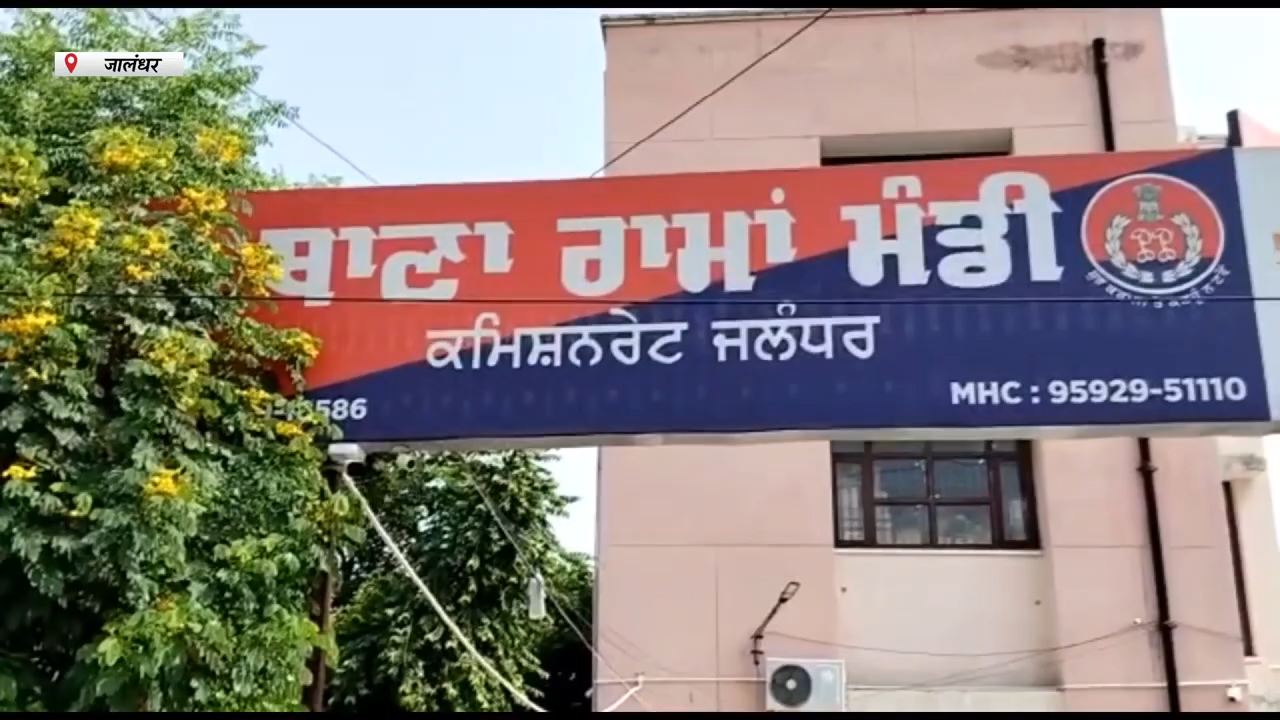 जालंधर
ਥਾਣਾ ਰਾਮਾਂ ਮੰਡੀ
ਕਮਿਸ਼ਨਰੇਟ ਜਲੰਧਰ
586
MHC : 95929-51110